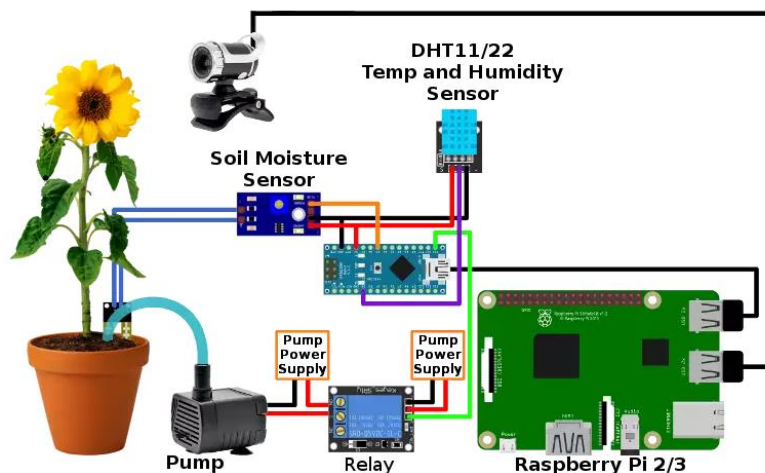 DHT11/22
Temp and Humidity
Sensor
Soil Moisture
Sensor
Pump
Power
Supply
Pump
Power
Supply
Pump
Relay
Raspberry Pi 2/3